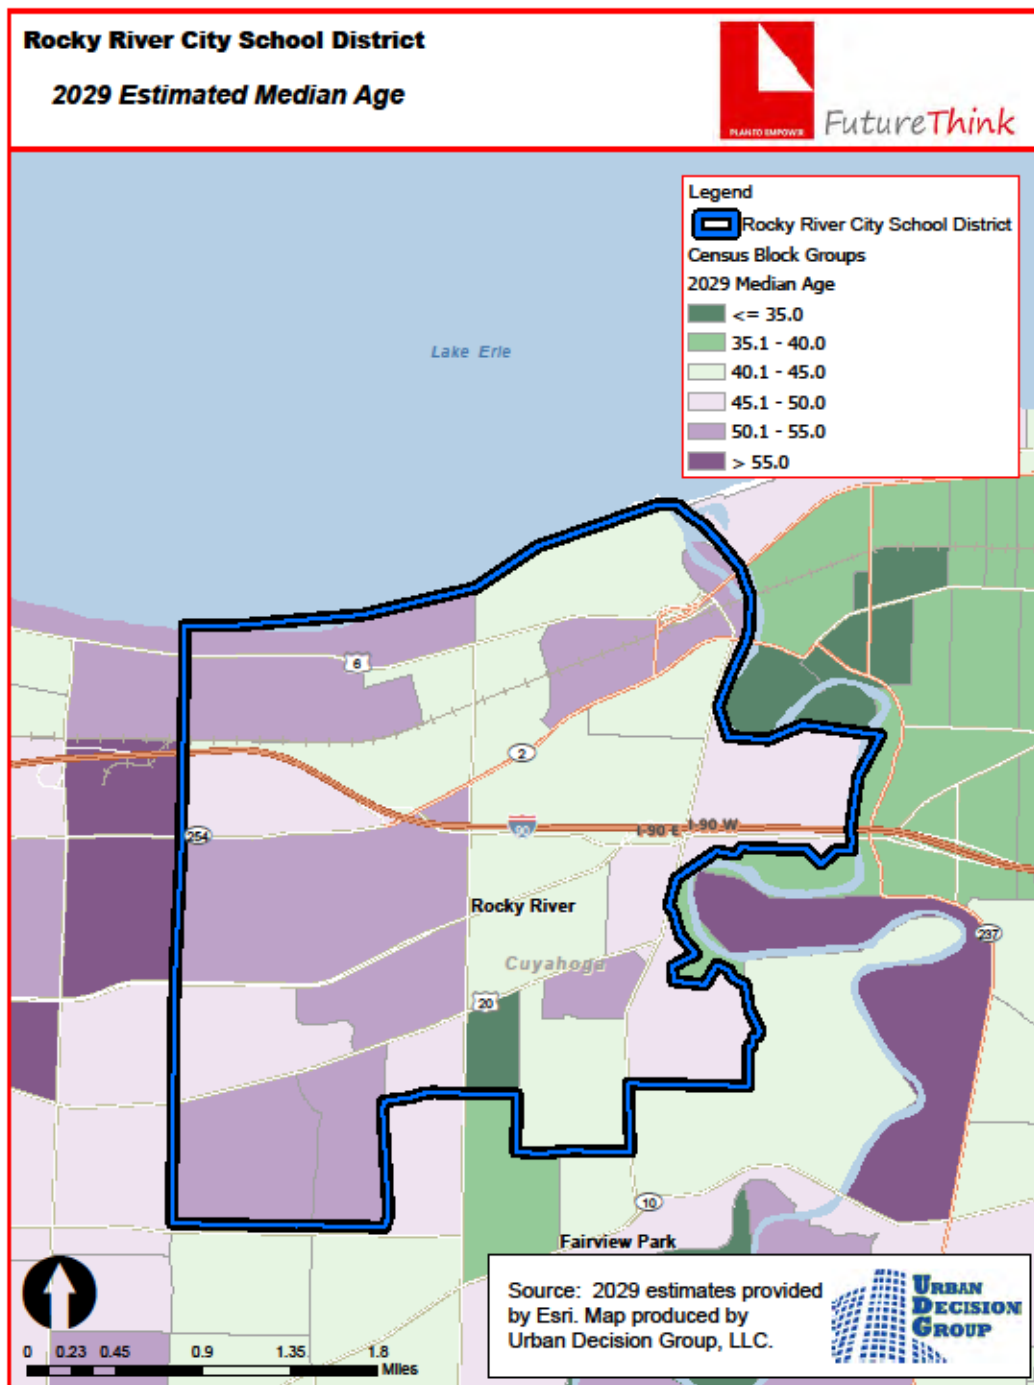 Rocky River City School District
2029 Estimated Median Age
PLAN TO EMPOWER
FutureThink
Legend
Rocky River City School District
Census Block Groups
2029 Median Age
<= 35.0
35.1 - 40.0
40.1 - 45.0
45.1 - 50.0
50.1 - 55.0
> 55.0
Lake Erie
6
2
254
90
I-90 E
I-90 W
Rocky River
237
Cuyahoga
20
10
Fairview Park
0 0.23 0.45 0.9 1.35 1.8
Miles
Source: 2029 estimates provided
by Esri. Map produced by
Urban Decision Group, LLC.
URBAN
DECISION
GROUP